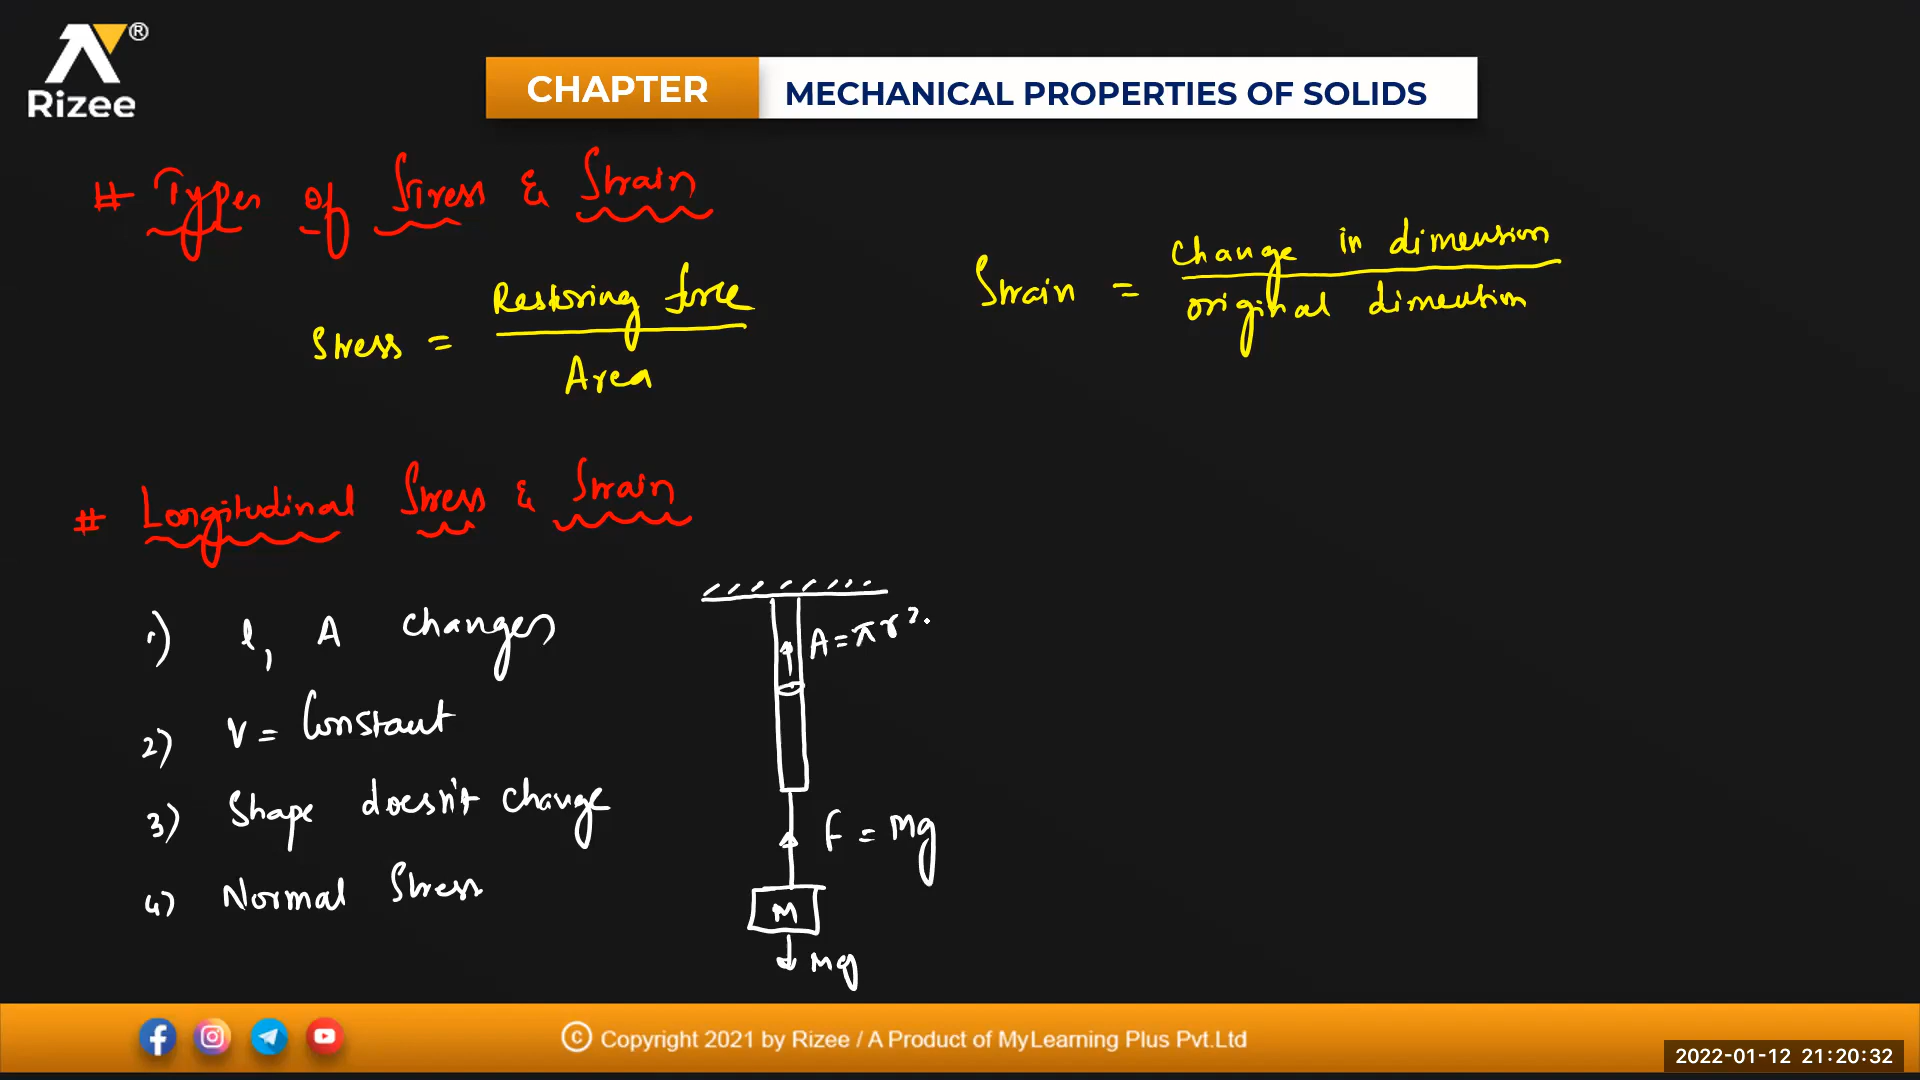 Rizee®
CHAPTER MECHANICAL PROPERTIES OF SOLIDS
# Types of Stress & Strain
Stress = Restoring force / Area
Strain = Change in dimension / original dimension
# Longitudinal Stress & Strain
1) l, A changes
2) V = Constant
3) Shape doesn't change
4) Normal Stress
A = πr².
F = Mg
M
Mg
© Copyright 2021 by Rizee / A Product of MyLearning Plus Pvt.Ltd
2022-01-12 21:20:32